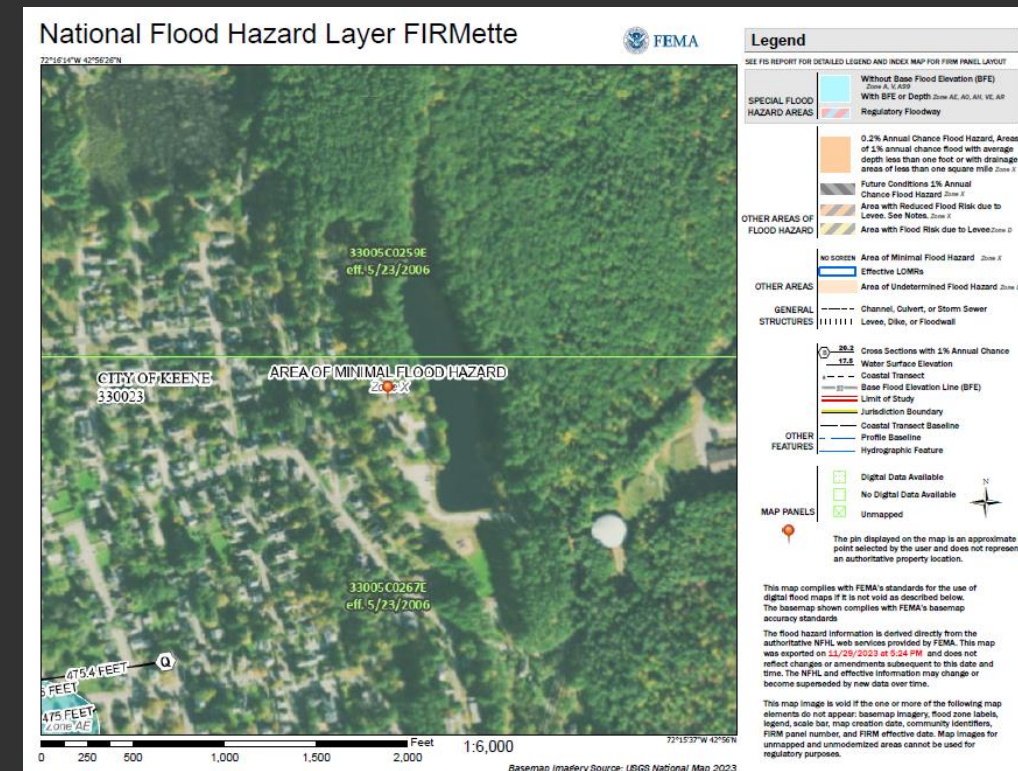 National Flood Hazard Layer FIRMette
FEMA
72°16'14"W 42°56'26"N
33005C0259E
eff. 5/23/2006
CITY OF KEENE
330023
AREA OF MINIMAL FLOOD HAZARD
Zone X
33005C0267E
eff. 5/23/2006
475.4 FEET
Q
FEET
475 FEET
Zone AE
72°15'37"W 42°56'N
0 250 500 1,000 1,500 2,000
Feet
1:6,000
Basemap Imagery Source: USGS National Map 2023
Legend
SEE FIS REPORT FOR DETAILED LEGEND AND INDEX MAP FOR FIRM PANEL LAYOUT
SPECIAL FLOOD
HAZARD AREAS
Without Base Flood Elevation (BFE)
Zone A, V, A99
With BFE or Depth Zone AE, AO, AH, VE, AR
Regulatory Floodway
OTHER AREAS OF
FLOOD HAZARD
0.2% Annual Chance Flood Hazard, Areas
of 1% annual chance flood with average
depth less than one foot or with drainage
areas of less than one square mile Zone X
Future Conditions 1% Annual
Chance Flood Hazard Zone X
Area with Reduced Flood Risk due to
Levee. See Notes. Zone X
Area with Flood Risk due to Levee Zone D
OTHER AREAS
NO SCREEN Area of Minimal Flood Hazard Zone X
Effective LOMRs
Area of Undetermined Flood Hazard Zone
GENERAL
STRUCTURES
Channel, Culvert, or Storm Sewer
Levee, Dike, or Floodwall
OTHER
FEATURES
B 20.2 Cross Sections with 1% Annual Chance
17.5 Water Surface Elevation
Coastal Transect
Base Flood Elevation Line (BFE)
Limit of Study
Jurisdiction Boundary
Coastal Transect Baseline
Profile Baseline
Hydrographic Feature
MAP PANELS
Digital Data Available
No Digital Data Available
Unmapped
N
The pin displayed on the map is an approximate
point selected by the user and does not represen
an authoritative property location.
This map complies with FEMA's standards for the use of
digital flood maps if it is not void as described below.
The basemap shown complies with FEMA's basemap
accuracy standards
The flood hazard information is derived directly from the
authoritative NFHL web services provided by FEMA. This map
was exported on 11/29/2023 at 5:24 PM and does not
reflect changes or amendments subsequent to this date and
time. The NFHL and effective information may change or
become superseded by new data over time.
This map image is void if the one or more of the following map
elements do not appear: basemap imagery, flood zone labels,
legend, scale bar, map creation date, community identifiers,
FIRM panel number, and FIRM effective date. Map images for
unmapped and unmodernized areas cannot be used for
regulatory purposes.